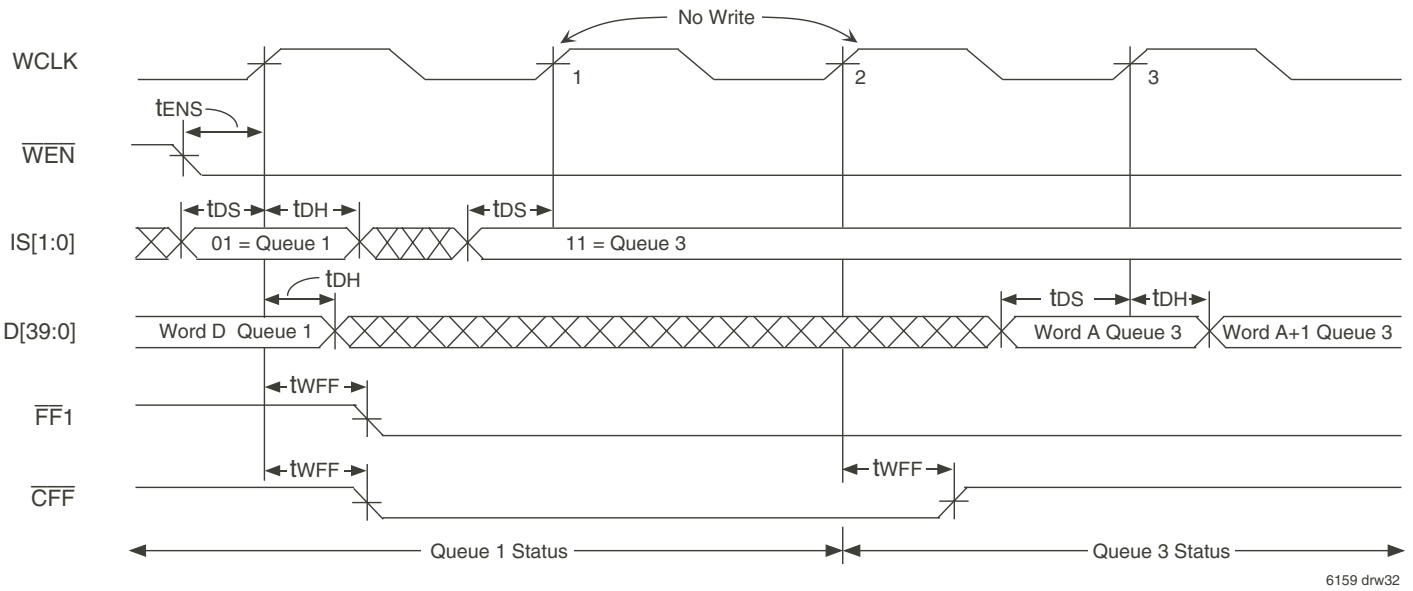 No Write
WCLK
1
2
3
tENS
WEN
tDS
tDH
tDS
IS[1:0]
01 = Queue 1
11 = Queue 3
tDH
tDS
tDH
D[39:0]
Word D Queue 1
Word A Queue 3
Word A+1 Queue 3
tWFF
FF1
tWFF
tWFF
CFF
Queue 1 Status
Queue 3 Status
6159 drw32